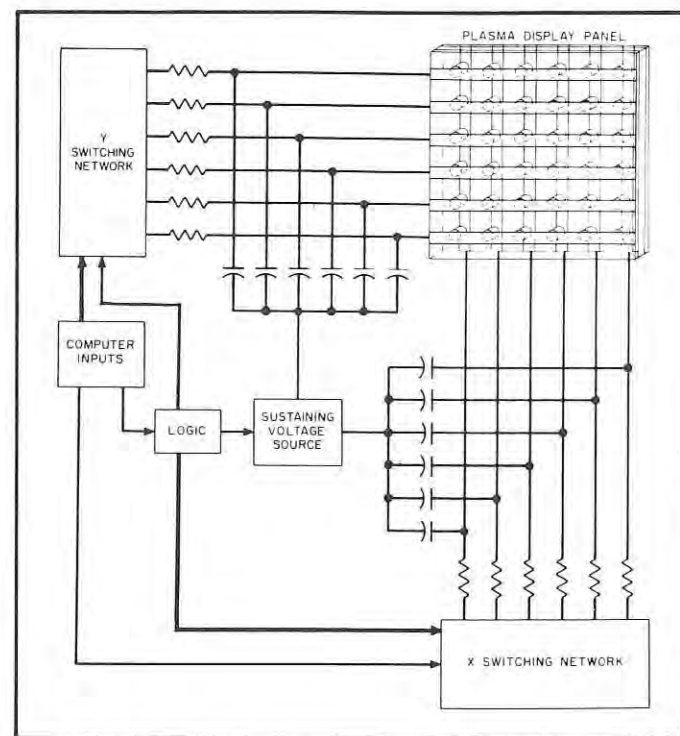 PLASMA DISPLAY PANEL
Y
SWITCHING
NETWORK
COMPUTER
INPUTS
LOGIC
SUSTAINING
VOLTAGE
SOURCE
X SWITCHING NETWORK